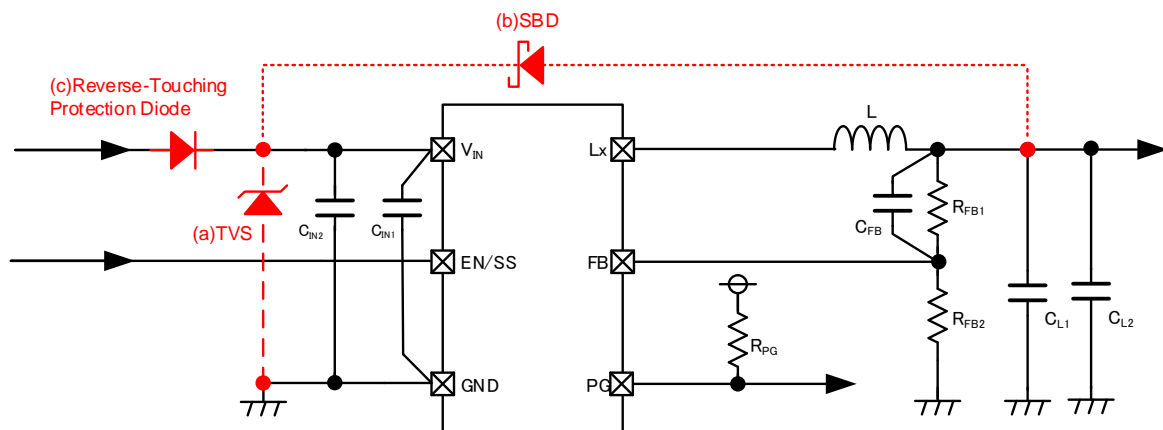 (b)SBD
(c)Reverse-Touching
Protection Diode
L
VIN
Lx
CIN2
CIN1
CFB
RFB1
(a)TVS
EN/SS
FB
RFB2
CL1
CL2
RPG
GND
PG